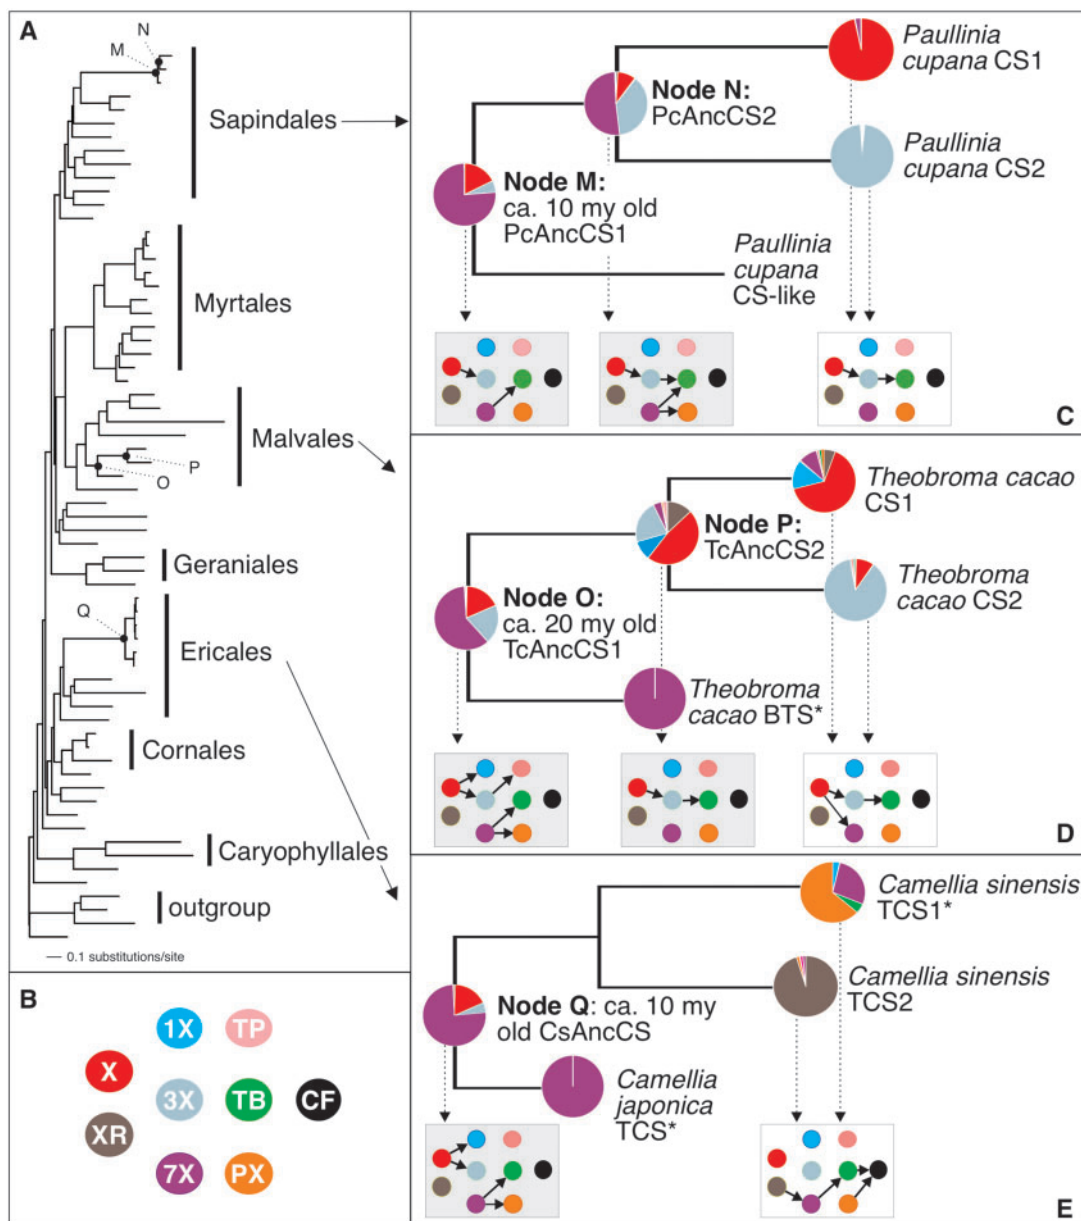 A
N
M
Sapindales
Myrtales
Malvales
P
O
Geraniales
Q
Ericales
Cornales
Caryophyllales
outgroup
0.1 substitutions/site
B
1X
TP
X
3X
TB
CF
XR
7X
PX
Paullinia
cupana CS1
Node N:
PcAncCS2
Paullinia
cupana CS2
Node M:
ca. 10 my old
PcAncCS1
Paullinia
cupana
CS-like
C
Theobroma cacao
CS1
Node P:
TcAncCS2
Theobroma
cacao CS2
Node O:
ca. 20 my old
TcAncCS1
Theobroma
cacao BTS*
D
Camellia sinensis
TCS1*
Camellia sinensis
TCS2
Node Q: ca. 10 my
old CsAncCS
Camellia
japonica
TCS*
E